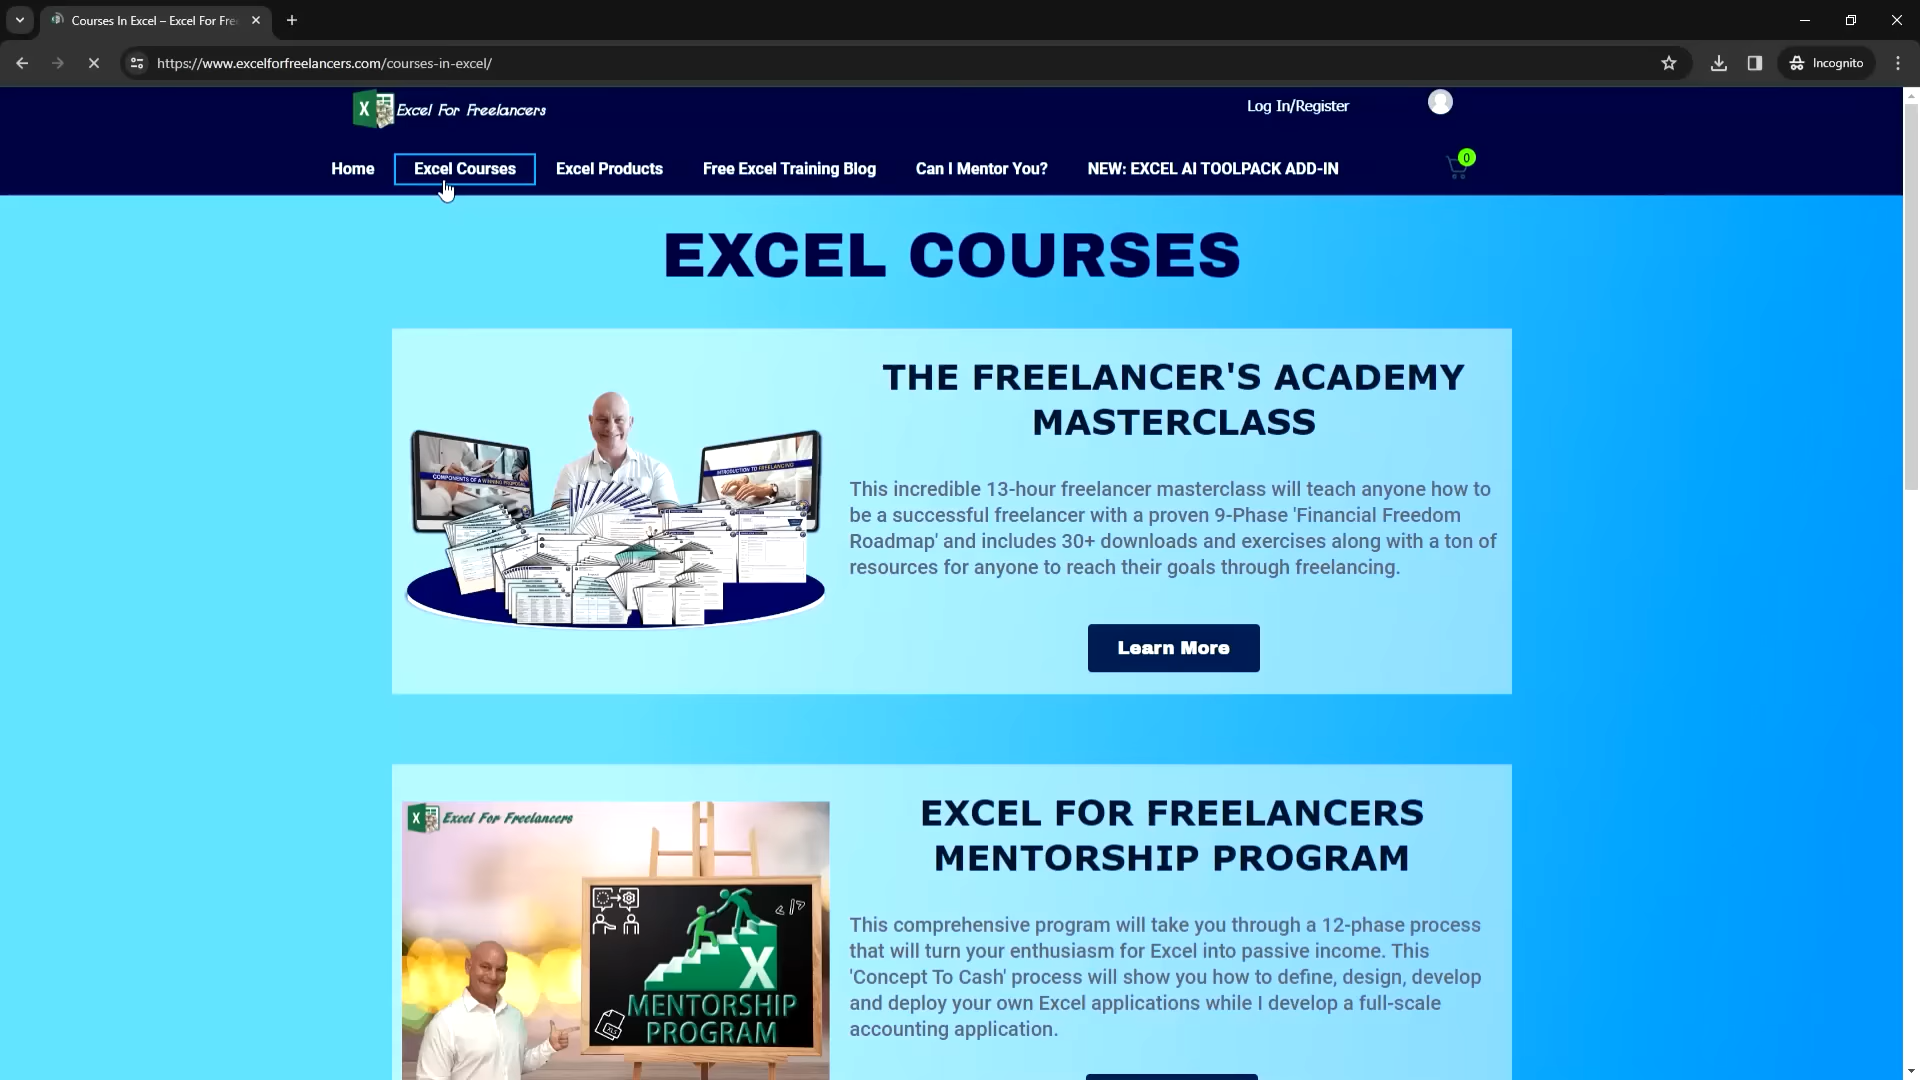 Courses In Excel – Excel For Fre
https://www.excelforfreelancers.com/courses-in-excel/
Incognito
Excel For Freelancers
Log In/Register
Home
Excel Courses
Excel Products
Free Excel Training Blog
Can I Mentor You?
NEW: EXCEL AI TOOLPACK ADD-IN
0
EXCEL COURSES
THE FREELANCER'S ACADEMY
MASTERCLASS
COMPONENTS OF A WINNING PROPOSAL
INTRODUCTION TO FREELANCING
This incredible 13-hour freelancer masterclass will teach anyone how to
be a successful freelancer with a proven 9-Phase 'Financial Freedom
Roadmap' and includes 30+ downloads and exercises along with a ton of
resources for anyone to reach their goals through freelancing.
Learn More
Excel For Freelancers
MENTORSHIP
PROGRAM
EXCEL FOR FREELANCERS
MENTORSHIP PROGRAM
This comprehensive program will take you through a 12-phase process
that will turn your enthusiasm for Excel into passive income. This
'Concept To Cash' process will show you how to define, design, develop
and deploy your own Excel applications while I develop a full-scale
accounting application.